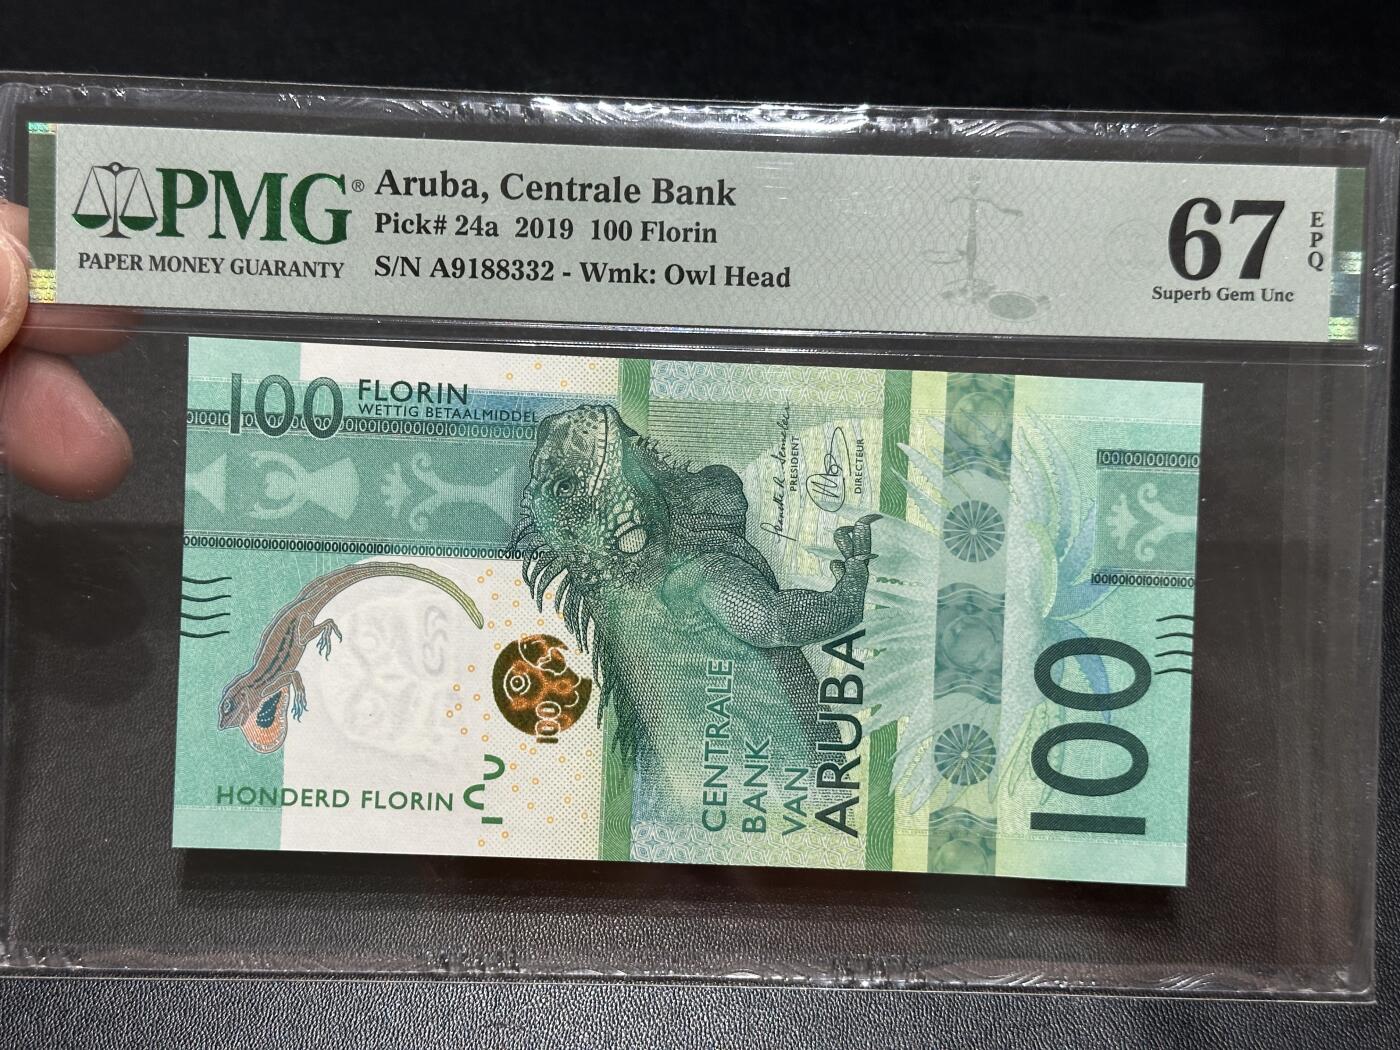 PMG®
PAPER MONEY GUARANTY
Aruba, Centrale Bank
Pick# 24a 2019 100 Florin
S/N A9188332 - Wmk: Owl Head
67
EPQ
Superb Gem Unc
100
FLORIN
WETTIG BETAALMIDDEL
PRESIDENT
DIRECTEUR
100
HONDERD FLORIN
CENTRALE
BANK
VAN
ARUBA
100